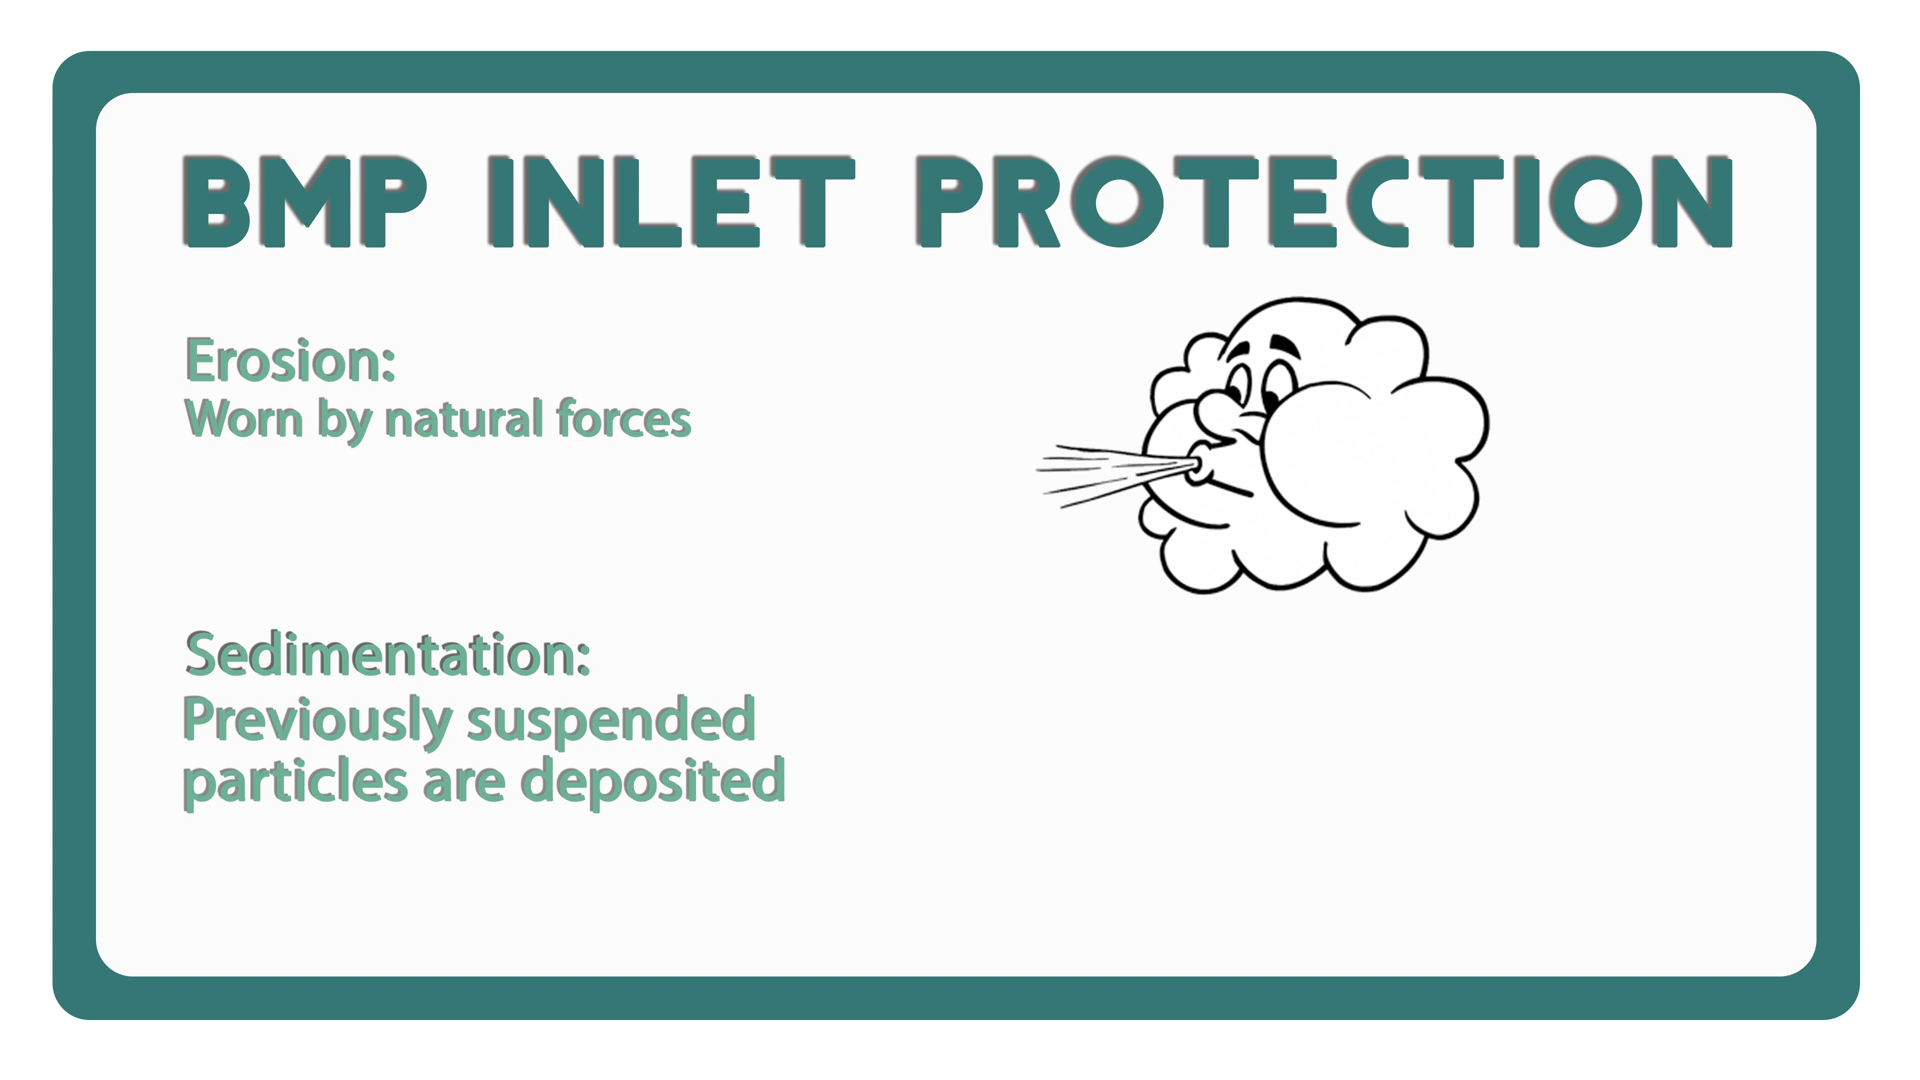 BMP INLET PROTECTION
Erosion:
Worn by natural forces
Sedimentation:
Previously suspended
particles are deposited